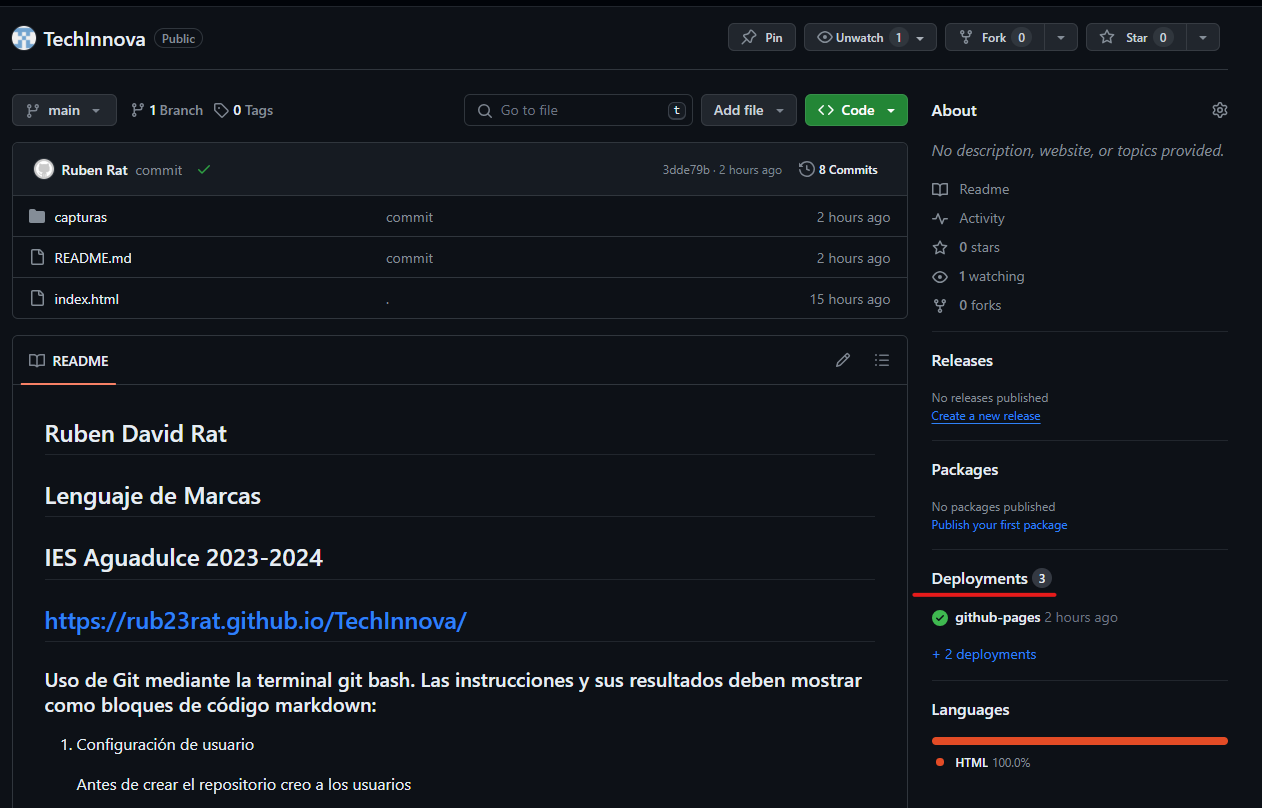 TechInnova Public
Pin
Unwatch 1
Fork 0
Star 0
main
1 Branch
0 Tags
Go to file t
Add file
Code
Ruben Rat commit
3dde79b · 2 hours ago
8 Commits
capturas commit 2 hours ago
README.md commit 2 hours ago
index.html . 15 hours ago
README
Ruben David Rat
Lenguaje de Marcas
IES Aguadulce 2023-2024
https://rub23rat.github.io/TechInnova/
Uso de Git mediante la terminal git bash. Las instrucciones y sus resultados deben mostrar
como bloques de código markdown:
1. Configuración de usuario
Antes de crear el repositorio creo a los usuarios
About
No description, website, or topics provided.
Readme
Activity
0 stars
1 watching
0 forks
Releases
No releases published
Create a new release
Packages
No packages published
Publish your first package
Deployments 3
github-pages 2 hours ago
+ 2 deployments
Languages
HTML 100.0%